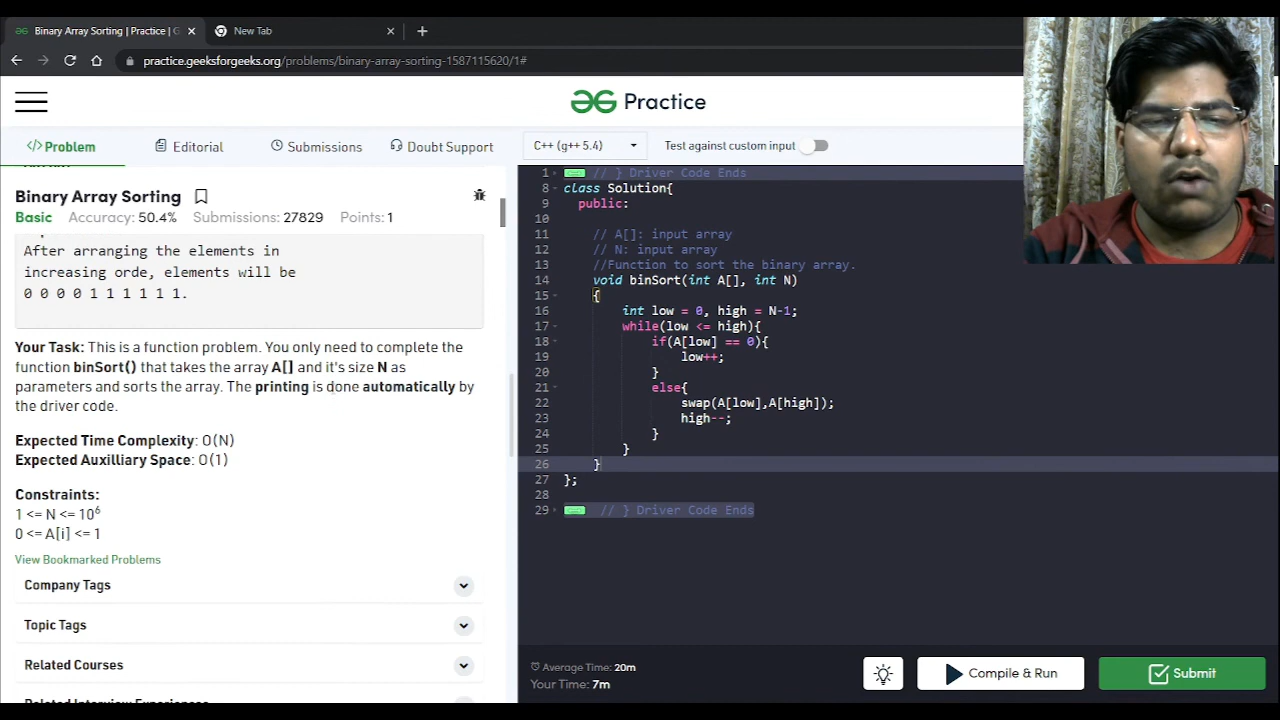 Binary Array Sorting | Practice | G
New Tab
practice.geeksforgeeks.org/problems/binary-array-sorting-1587115620/1#
Practice
Problem
Editorial
Submissions
Doubt Support
C++ (g++ 5.4)
Test against custom input
Binary Array Sorting
Basic Accuracy: 50.4% Submissions: 27829 Points: 1
After arranging the elements in
increasing orde, elements will be
0 0 0 0 1 1 1 1 1 1.
Your Task: This is a function problem. You only need to complete the
function binSort() that takes the array A[] and it's size N as
parameters and sorts the array. The printing is done automatically by
the driver code.
Expected Time Complexity: O(N)
Expected Auxilliary Space: O(1)
Constraints:
1 <= N <= 10⁶
0 <= A[i] <= 1
View Bookmarked Problems
Company Tags
Topic Tags
Related Courses
Related Interview Experiences
1 // } Driver Code Ends
8 class Solution{
9 public:
10
11 // A[]: input array
12 // N: input array
13 //Function to sort the binary array.
14 void binSort(int A[], int N)
15 {
16 int low = 0, high = N-1;
17 while(low <= high){
18 if(A[low] == 0){
19 low++;
20 }
21 else{
22 swap(A[low],A[high]);
23 high--;
24 }
25 }
26 }
27 };
28
29 // } Driver Code Ends
Average Time: 20m
Your Time: 7m
Compile & Run
Submit